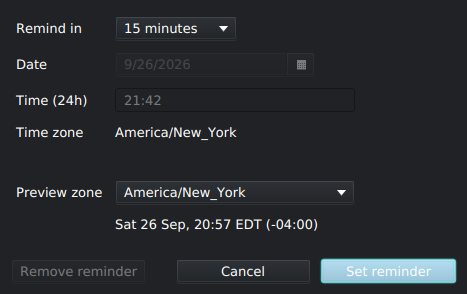 Remind in 15 minutes
Date 9/26/2026
Time (24h) 21:42
Time zone America/New_York
Preview zone America/New_York
Sat 26 Sep, 20:57 EDT (-04:00)
Remove reminder Cancel Set reminder